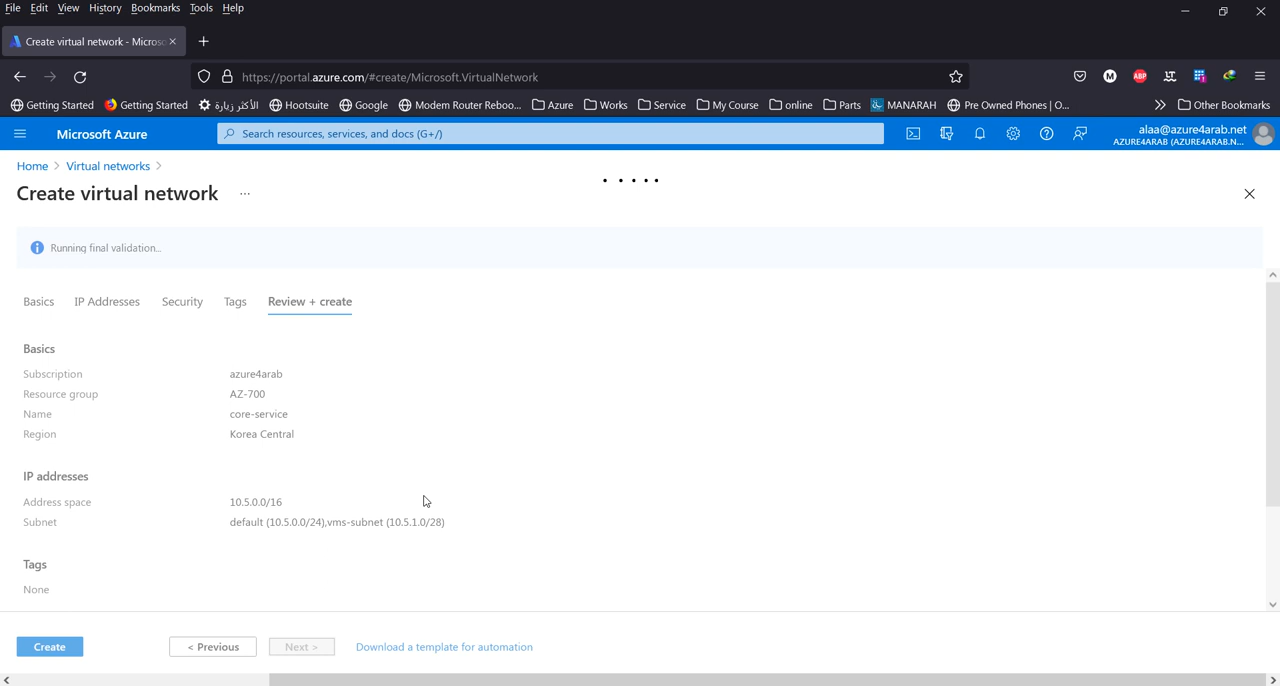 File Edit View History Bookmarks Tools Help
Create virtual network - Micros
https://portal.azure.com/#create/Microsoft.VirtualNetwork
Getting Started Getting Started الأكثر زيارة Hootsuite Google Modem Router Reboo... Azure Works Service My Course online Parts MANARAH Pre Owned Phones | O... Other Bookmarks
Microsoft Azure Search resources, services, and docs (G+/) alaa@azure4arab.net
AZURE4ARAB (AZURE4ARAB.N...
Home > Virtual networks >
Create virtual network ...
Running final validation...
Basics IP Addresses Security Tags Review + create
Basics
Subscription azure4arab
Resource group AZ-700
Name core-service
Region Korea Central
IP addresses
Address space 10.5.0.0/16
Subnet default (10.5.0.0/24),vms-subnet (10.5.1.0/28)
Tags
None
Create < Previous Next > Download a template for automation